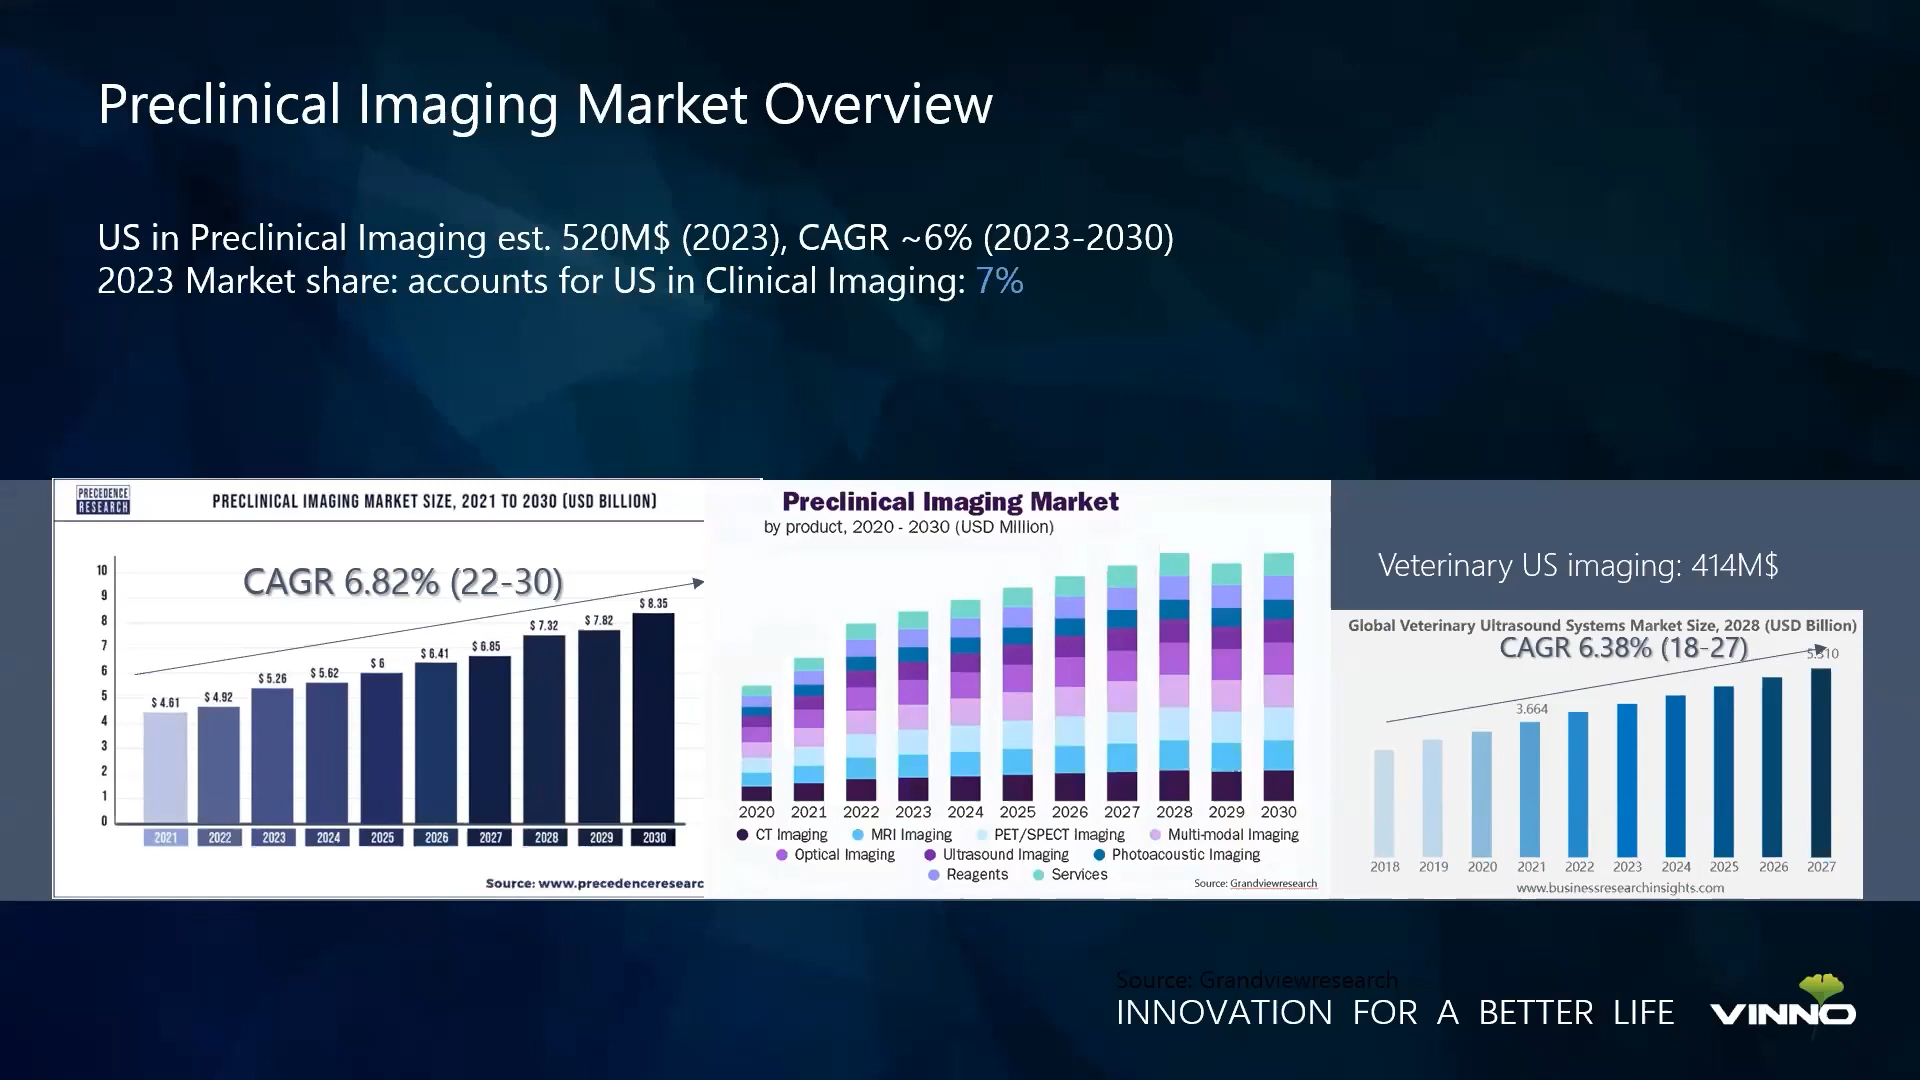 Preclinical Imaging Market Overview
US in Preclinical Imaging est. 520M$ (2023), CAGR ~6% (2023-2030)
2023 Market share: accounts for US in Clinical Imaging: 7%
PRECEDENCE
RESEARCH
PRECLINICAL IMAGING MARKET SIZE, 2021 TO 2030 (USD BILLION)
CAGR 6.82% (22-30)
10
9
8
7
6
5
4
3
2
1
0
$ 4.61
$ 4.92
$ 5.26
$ 5.62
$ 6
$ 6.41
$ 6.85
$ 7.32
$ 7.82
$ 8.35
2021 2022 2023 2024 2025 2026 2027 2028 2029 2030
Source: www.precedenceresearc
Preclinical Imaging Market
by product, 2020 - 2030 (USD Million)
2020 2021 2022 2023 2024 2025 2026 2027 2028 2029 2030
CT Imaging MRI Imaging PET/SPECT Imaging Multi-modal Imaging
Optical Imaging Ultrasound Imaging Photoacoustic Imaging
Reagents Services
Source: Grandviewresearch
Veterinary US imaging: 414M$
Global Veterinary Ultrasound Systems Market Size, 2028 (USD Billion)
CAGR 6.38% (18-27)
5.310
3.664
2018 2019 2020 2021 2022 2023 2024 2025 2026 2027
www.businessresearchinsights.com
Source: Grandviewresearch
INNOVATION FOR A BETTER LIFE
VINNO